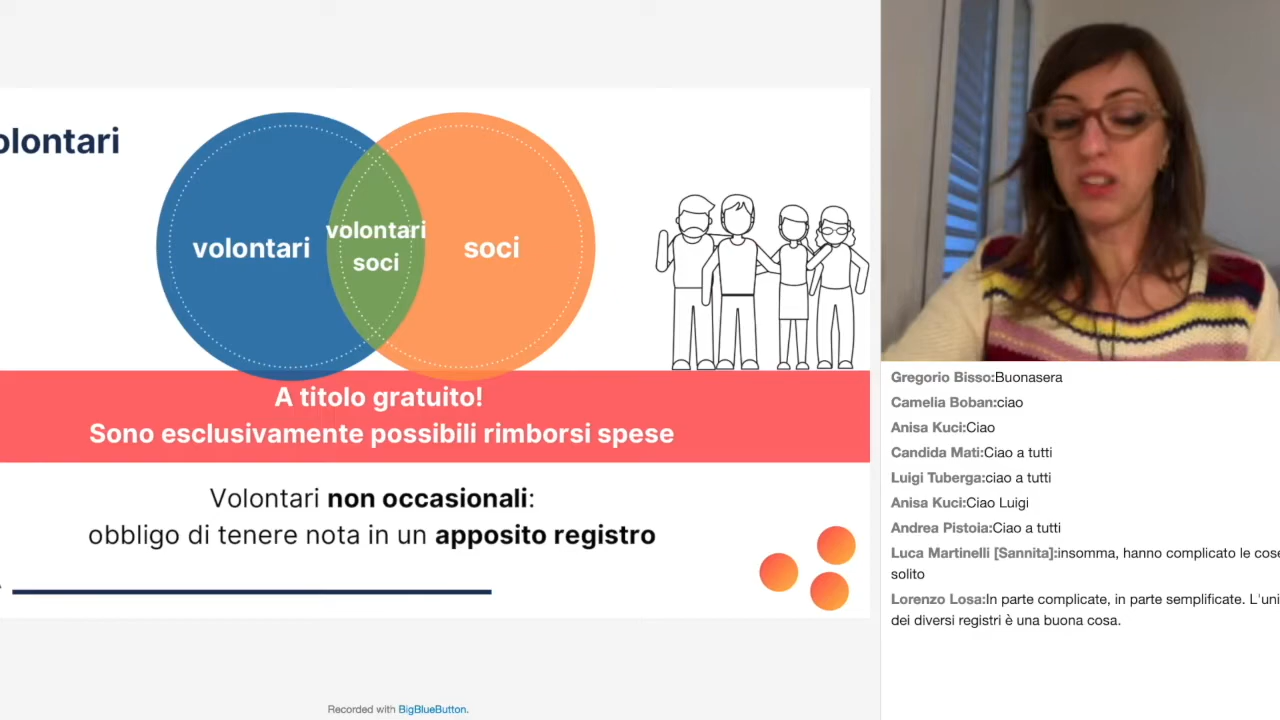 olontari
volontari
volontari
soci
soci
A titolo gratuito!
Sono esclusivamente possibili rimborsi spese
Volontari non occasionali:
obbligo di tenere nota in un apposito registro
Recorded with BigBlueButton.
Gregorio Bisso:Buonasera
Camelia Boban:ciao
Anisa Kuci:Ciao
Candida Mati:Ciao a tutti
Luigi Tuberga:ciao a tutti
Anisa Kuci:Ciao Luigi
Andrea Pistoia:Ciao a tutti
Luca Martinelli [Sannita]:insomma, hanno complicato le cose
solito
Lorenzo Losa:In parte complicate, in parte semplificate. L'uni
dei diversi registri è una buona cosa.